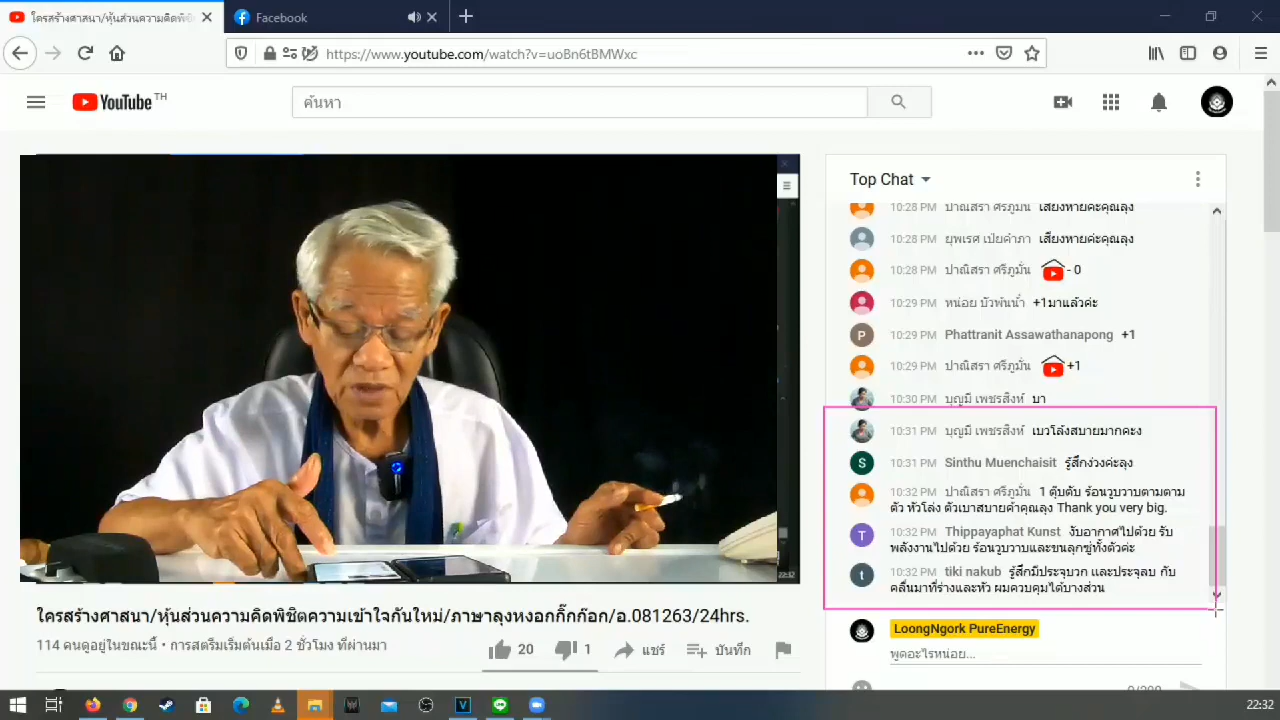 ใครสร้างศาสนา/หุ้นส่วนความคิดพิชิต
Facebook
https://www.youtube.com/watch?v=uoBn6tBMWxc
YouTube TH
ค้นหา
Top Chat
10:28 PM ปาณิสรา ศรีภูมั่น เสียงหายค่ะคุณลุง
10:28 PM ยุพเรศ เป่ยคำภา เสียงหายค่ะคุณลุง
10:28 PM ปาณิสรา ศรีภูมั่น - 0
10:29 PM หน่อย บัวพันน้ำ +1มาแล้วค่ะ
10:29 PM Phattranit Assawathanapong +1
10:29 PM ปาณิสรา ศรีภูมั่น +1
10:30 PM บุญมี เพชรสิงห์ บา
10:31 PM บุญมี เพชรสิงห์ เบวโล้งสบายมากคะง
10:31 PM Sinthu Muenchaisit รู้สึกง่วงค่ะลุง
10:32 PM ปาณิสรา ศรีภูมั่น 1 ตุ๊บดับ ร้อนวูบวาบตามตาม
ตัว หัวโล่ง ตัวเบาสบายค้าคุณลุง Thank you very big.
10:32 PM Thippayaphat Kunst งับอากาศไปด้วย รับ
พลังงานไปด้วย ร้อนวูบวาบและขนลุกซู่ทั้งตัวค่ะ
10:32 PM tiki nakub รู้สึกมีประจุบวก และประจุลบ กับ
คลื่นมาที่ร่างและหัว ผมควบคุมได้บางส่วน
22:32
ใครสร้างศาสนา/หุ้นส่วนความคิดพิชิตความเข้าใจกันใหม่/ภาษาลุงหงอกกิ๊กก๊อก/อ.081263/24hrs.
114 คนดูอยู่ในขณะนี้ • การสตรีมเริ่มต้นเมื่อ 2 ชั่วโมง ที่ผ่านมา
20
1
แชร์
บันทึก
LoongNgork PureEnergy
พูดอะไรหน่อย...
0/200
22:32